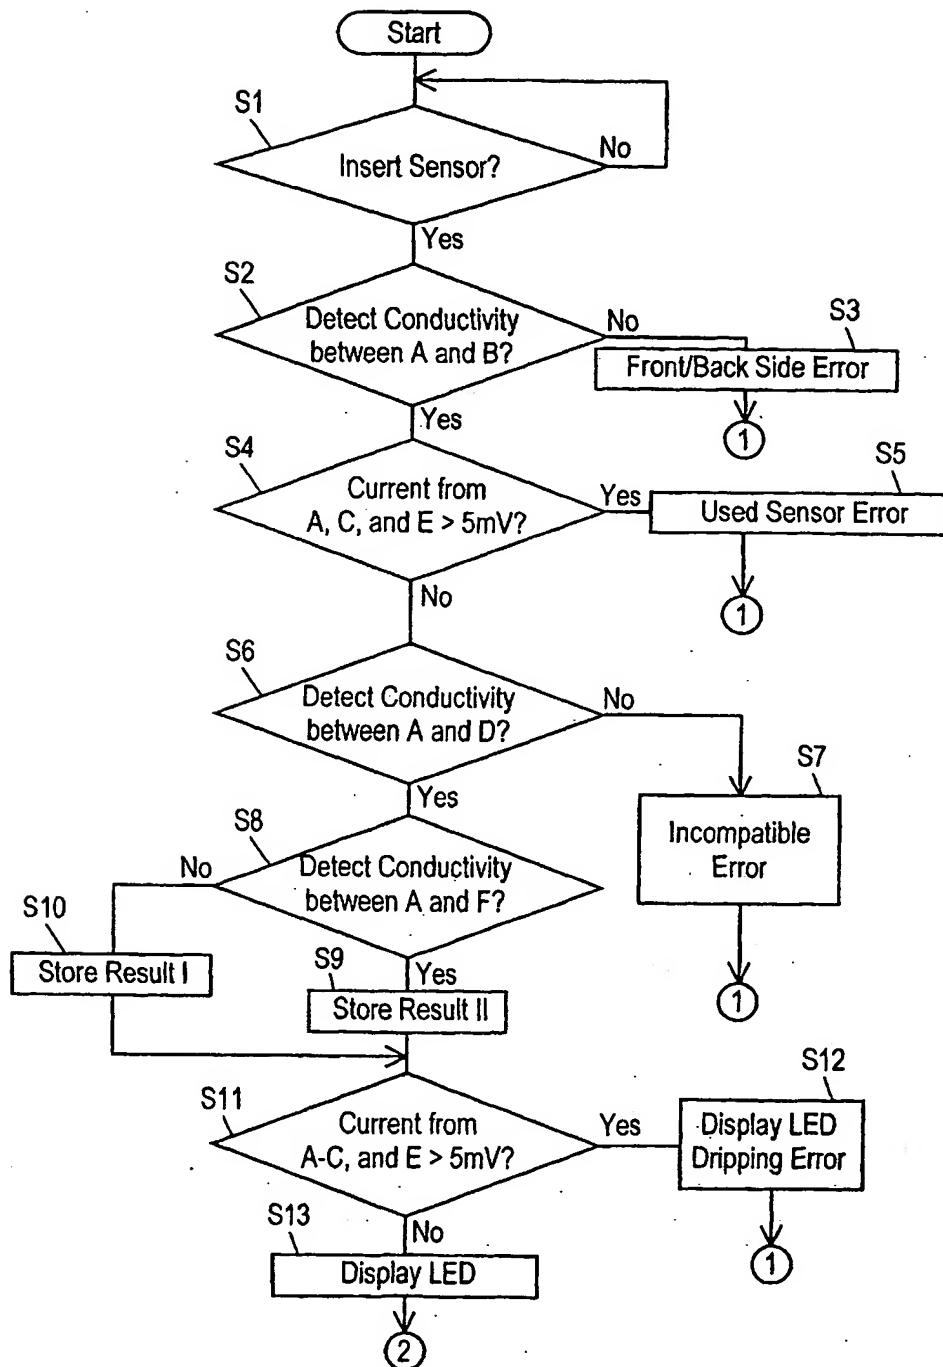 Start
S1
Insert Sensor?
No
Yes
S2
Detect Conductivity
between A and B?
No
S3
Front/Back Side Error
1
Yes
S4
Current from
A, C, and E > 5mV?
Yes
S5
Used Sensor Error
1
No
S6
Detect Conductivity
between A and D?
No
S7
Incompatible
Error
1
Yes
S8
Detect Conductivity
between A and F?
No
S10
Store Result I
Yes
S9
Store Result II
S11
Current from
A-C, and E > 5mV?
Yes
S12
Display LED
Dripping Error
1
No
S13
Display LED
2